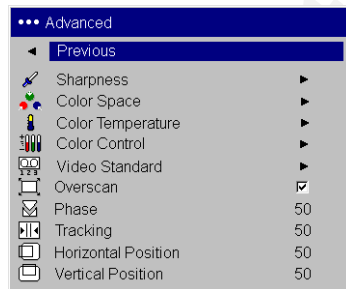 ••• Advanced
◄ Previous
Sharpness ►
Color Space ►
Color Temperature ►
Color Control ►
Video Standard ►
Overscan
Phase 50
Tracking 50
Horizontal Position 50
Vertical Position 50